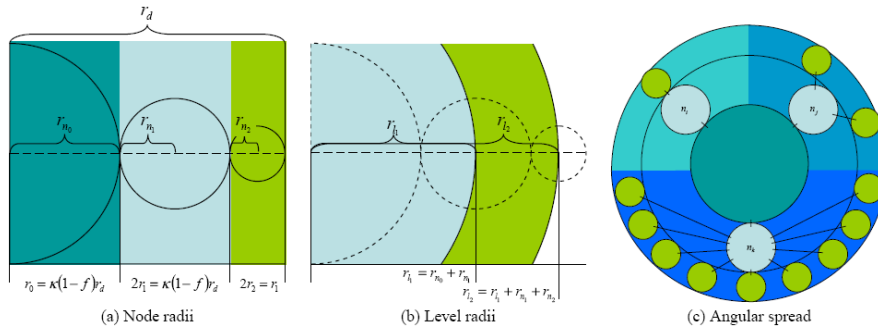 r_d
r_{n_0}
r_{n_1}
r_{n_2}
r_0 = κ(1−f)r_d
2r_1 = κ(1−f)r_d
2r_2 = r_1
(a) Node radii
r_{l_1}
r_{l_2}
r_{l_1} = r_{n_0} + r_{n_1}
r_{l_2} = r_{l_1} + r_{n_1} + r_{n_2}
(b) Level radii
n_i
n_j
n_k
(c) Angular spread